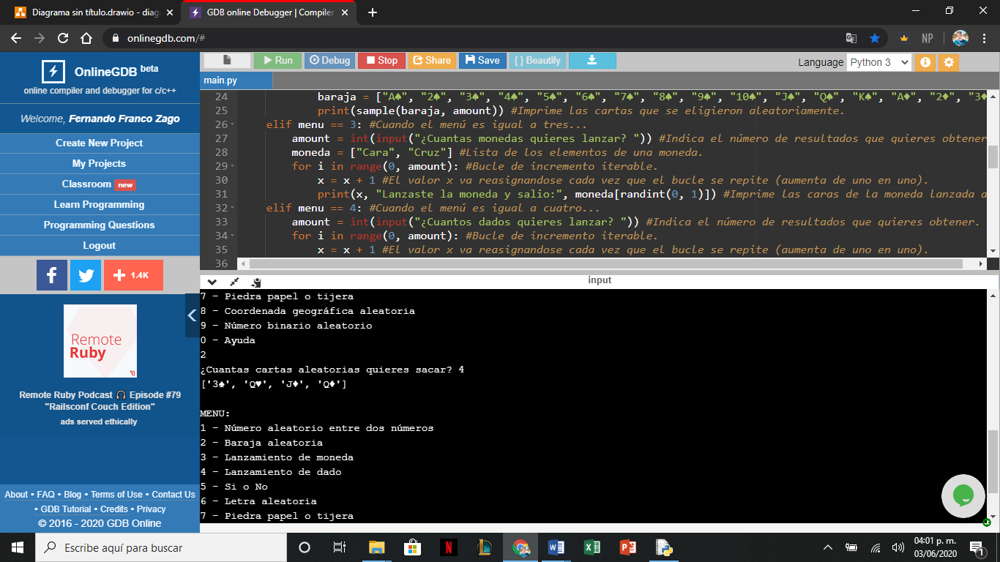 Diagrama sin título.drawio - diag
GDB online Debugger | Compiler
onlinegdb.com/#
NP
OnlineGDB beta
online compiler and debugger for c/c++
Welcome, Fernando Franco Zago
Create New Project
My Projects
Classroom new
Learn Programming
Programming Questions
Logout
1.4K
Remote
Ruby
Remote Ruby Podcast 🎧 Episode #79
"Railsconf Couch Edition"
ads served ethically
About • FAQ • Blog • Terms of Use • Contact Us
• GDB Tutorial • Credits • Privacy
© 2016 - 2020 GDB Online
Run Debug Stop Share Save { } Beautify
Language Python 3
main.py
24 baraja = ["A♠", "2♠", "3♠", "4♠", "5♠", "6♠", "7♠", "8♠", "9♠", "10♠", "J♠", "Q♠", "K♠", "A♦", "2♦", "3♦
25 print(sample(baraja, amount)) #Imprime las cartas que se eligieron aleatoriamente.
26 elif menu == 3: #Cuando el menú es igual a tres...
27 amount = int(input("¿Cuantas monedas quieres lanzar? ")) #Indica el número de resultados que quieres obtener
28 moneda = ["Cara", "Cruz"] #Lista de los elementos de una moneda.
29 for i in range(0, amount): #Bucle de incremento iterable.
30 x = x + 1 #El valor x va reasignandose cada vez que el bucle se repite (aumenta de uno en uno).
31 print(x, "Lanzaste la moneda y salio:", moneda[randint(0, 1)]) #Imprime las caras de la moneda lanzada a
32 elif menu == 4: #Cuando el menú es igual a cuatro...
33 amount = int(input("¿Cuantos dados quieres lanzar? ")) #Indica el número de resultados que quieres obtener.
34 for i in range(0, amount): #Bucle de incremento iterable.
35 x = x + 1 #El valor x va reasignandose cada vez que el bucle se repite (aumenta de uno en uno).
36
input
7 - Piedra papel o tijera
8 - Coordenada geográfica aleatoria
9 - Número binario aleatorio
0 - Ayuda
2
¿Cuantas cartas aleatorias quieres sacar? 4
['3♠', 'Q♥', 'J♦', 'Q♦']
MENU:
1 - Número aleatorio entre dos números
2 - Baraja aleatoria
3 - Lanzamiento de moneda
4 - Lanzamiento de dado
5 - Si o No
6 - Letra aleatoria
7 - Piedra papel o tijera
Escribe aquí para buscar
04:01 p. m.
03/06/2020
1